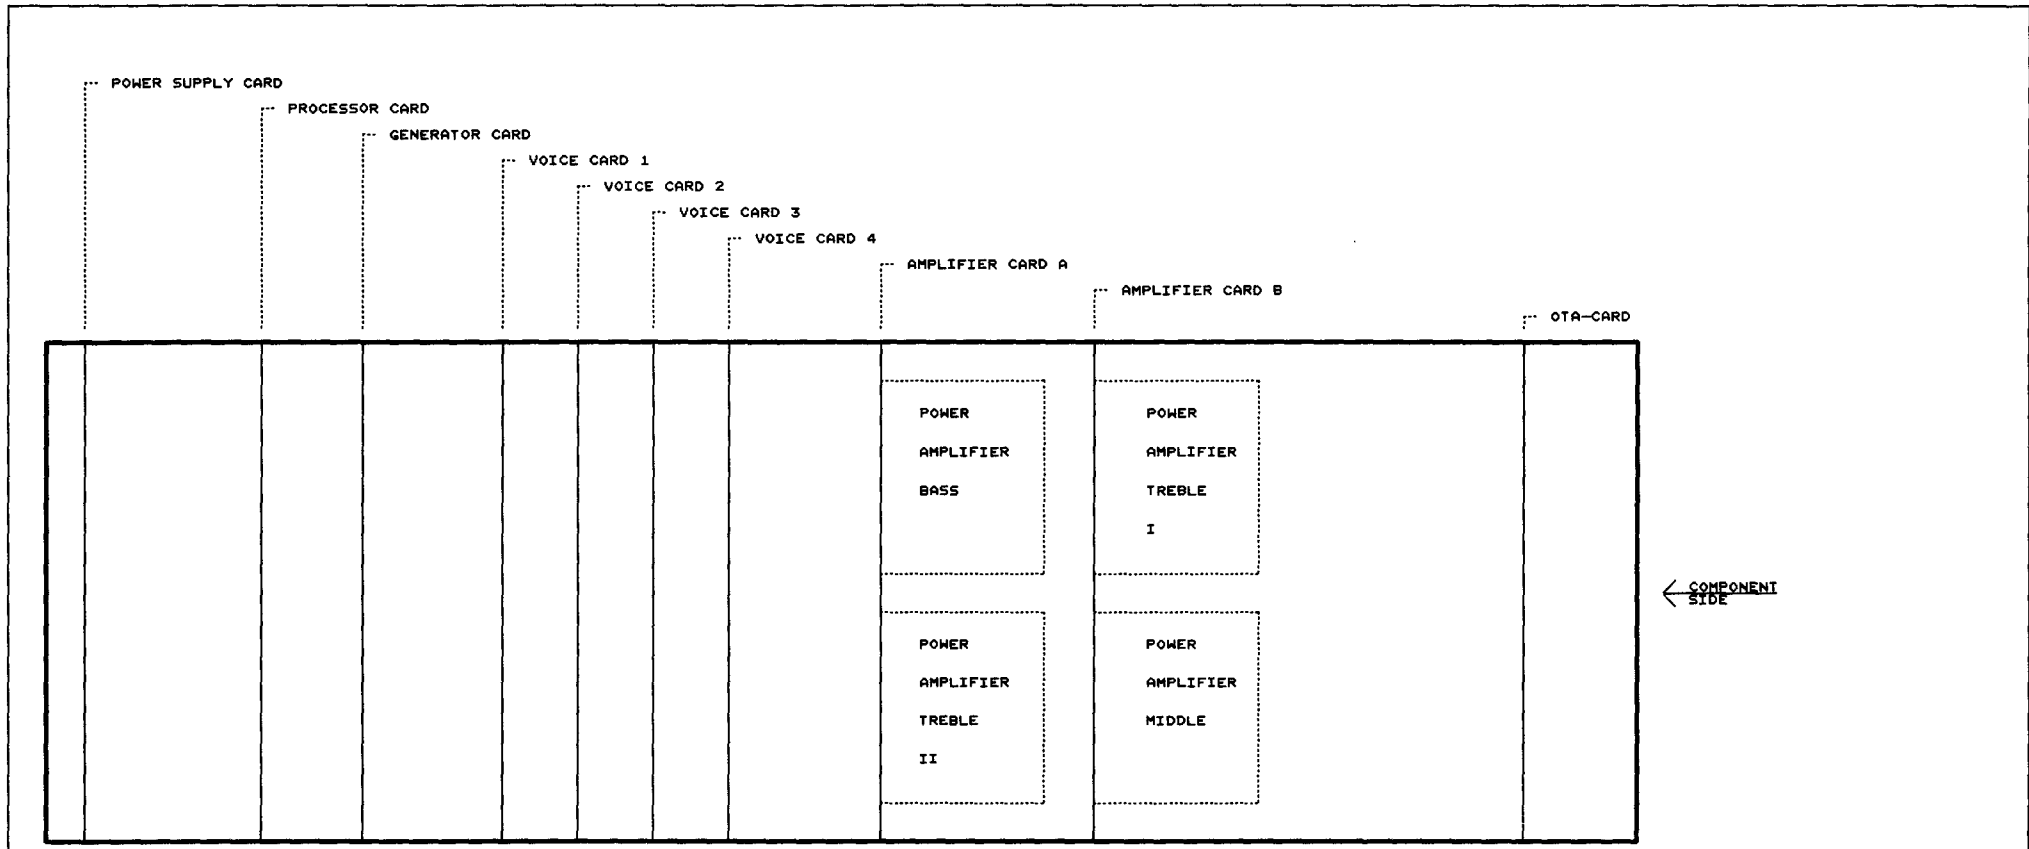 POWER SUPPLY CARD
PROCESSOR CARD
GENERATOR CARD
VOICE CARD 1
VOICE CARD 2
VOICE CARD 3
VOICE CARD 4
AMPLIFIER CARD A
AMPLIFIER CARD B
OTA-CARD
POWER
AMPLIFIER
BASS
POWER
AMPLIFIER
TREBLE
I
POWER
AMPLIFIER
TREBLE
II
POWER
AMPLIFIER
MIDDLE
COMPONENT
SIDE